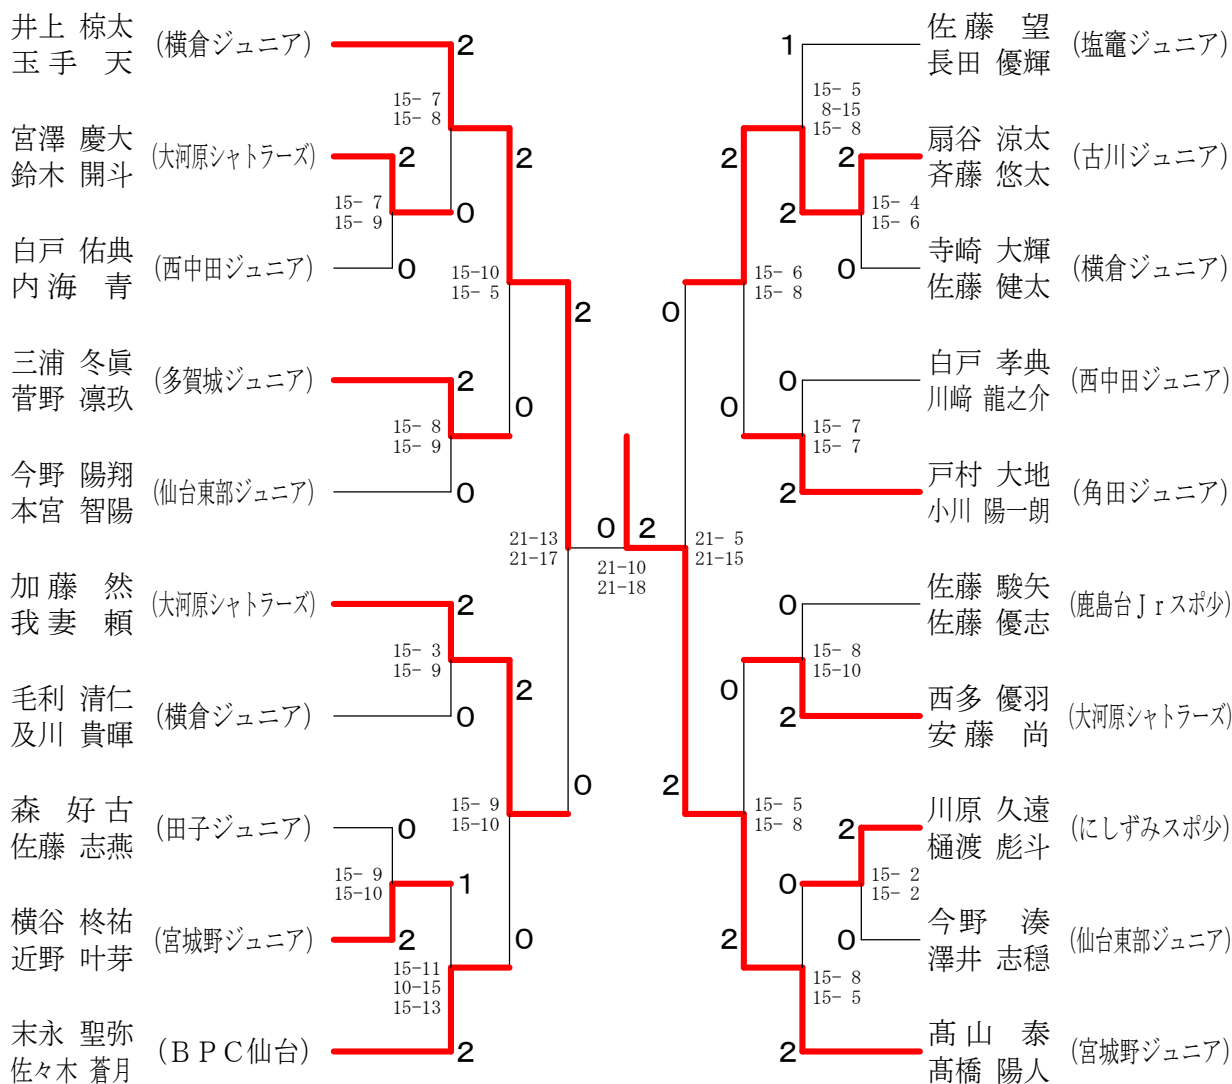 井上 椋太
玉手 天
(横倉ジュニア)
2
15- 7
15- 8
宮澤 慶大
鈴木 開斗
(大河原シャトラーズ)
2
2
15- 7
15- 9
0
白戸 佑典
内海 青
(西中田ジュニア)
0
15-10
15- 5
2
三浦 冬眞
菅野 凛玖
(多賀城ジュニア)
2
0
15- 8
15- 9
今野 陽翔
本宮 智陽
(仙台東部ジュニア)
0
21-13
21-17
加藤 然
我妻 頼
(大河原シャトラーズ)
2
15- 3
15- 9
2
毛利 清仁
及川 貴暉
(横倉ジュニア)
0
0
15- 9
15-10
森 好古
佐藤 志燕
(田子ジュニア)
0
15- 9
15-10
1
横谷 柊祐
近野 叶芽
(宮城野ジュニア)
2
0
15-11
10-15
15-13
末永 聖弥
佐々木 蒼月
(ＢＰＣ仙台)
2
0 2
21-10
21-18
1
佐藤 望
長田 優輝
(塩竈ジュニア)
15- 5
8-15
15- 8
2
2
扇谷 涼太
斉藤 悠太
(古川ジュニア)
2
15- 4
15- 6
0
寺崎 大輝
佐藤 健太
(横倉ジュニア)
15- 6
15- 8
0
0
白戸 孝典
川﨑 龍之介
(西中田ジュニア)
0
15- 7
15- 7
2
戸村 大地
小川 陽一朗
(角田ジュニア)
21- 5
21-15
0
佐藤 駿矢
佐藤 優志
(鹿島台Ｊｒスポ少)
15- 8
15-10
0
2
西多 優羽
安藤 尚
(大河原シャトラーズ)
2
15- 5
15- 8
2
川原 久遠
樋渡 彪斗
(にしずみスポ少)
0
15- 2
15- 2
2
0
今野 湊
澤井 志穏
(仙台東部ジュニア)
15- 8
15- 5
2
髙山 泰
髙橋 陽人
(宮城野ジュニア)